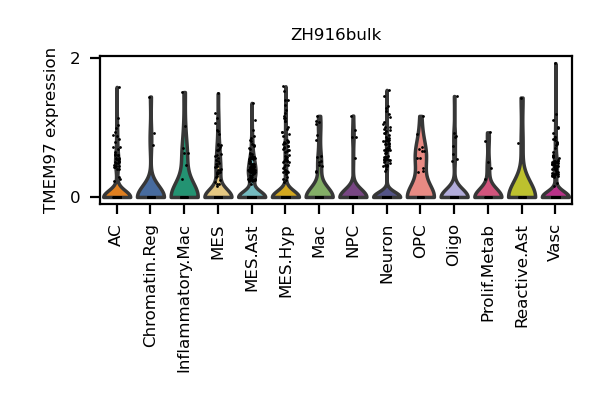 ZH916bulk
TMEM97 expression
2
0
AC
Chromatin.Reg
Inflammatory.Mac
MES
MES.Ast
MES.Hyp
Mac
NPC
Neuron
OPC
Oligo
Prolif.Metab
Reactive.Ast
Vasc